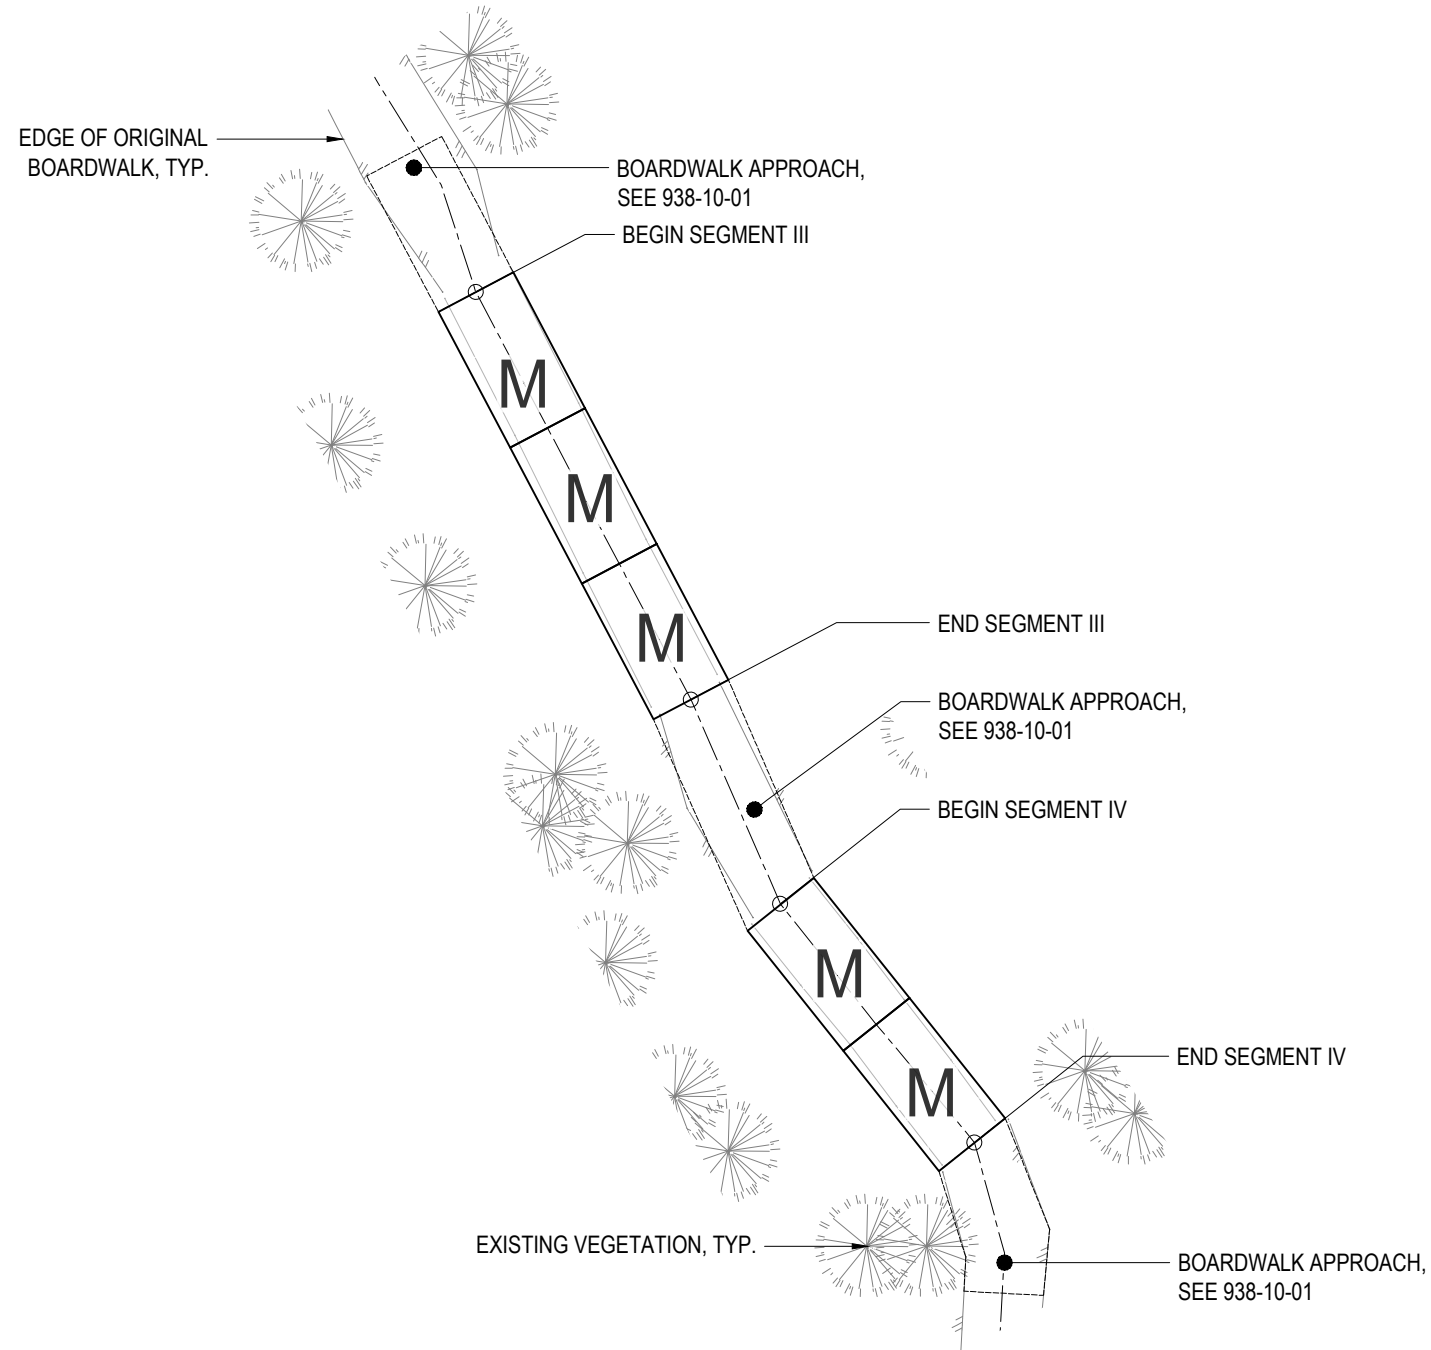 EDGE OF ORIGINAL
BOARDWALK, TYP.
BOARDWALK APPROACH,
SEE 938-10-01
BEGIN SEGMENT III
M
M
M
END SEGMENT III
BOARDWALK APPROACH,
SEE 938-10-01
BEGIN SEGMENT IV
M
M
END SEGMENT IV
EXISTING VEGETATION, TYP.
BOARDWALK APPROACH,
SEE 938-10-01